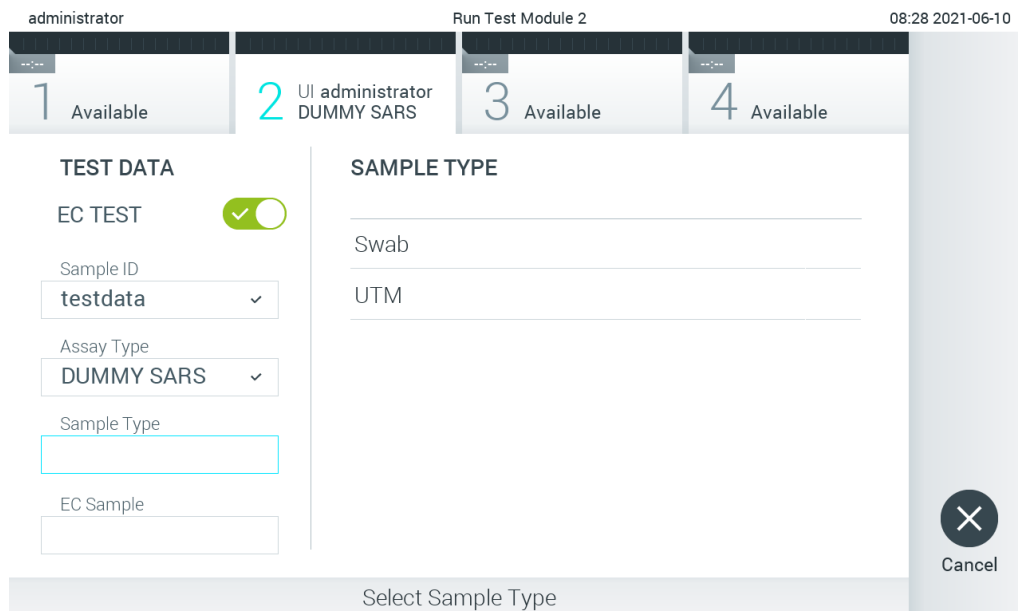 administrator Run Test Module 2 08:28 2021-06-10
--:-- --:-- --:--
1 Available
2 UI administrator
DUMMY SARS
3 Available
4 Available
TEST DATA
EC TEST
Sample ID
testdata
Assay Type
DUMMY SARS
Sample Type
EC Sample
SAMPLE TYPE
Swab
UTM
Cancel
Select Sample Type